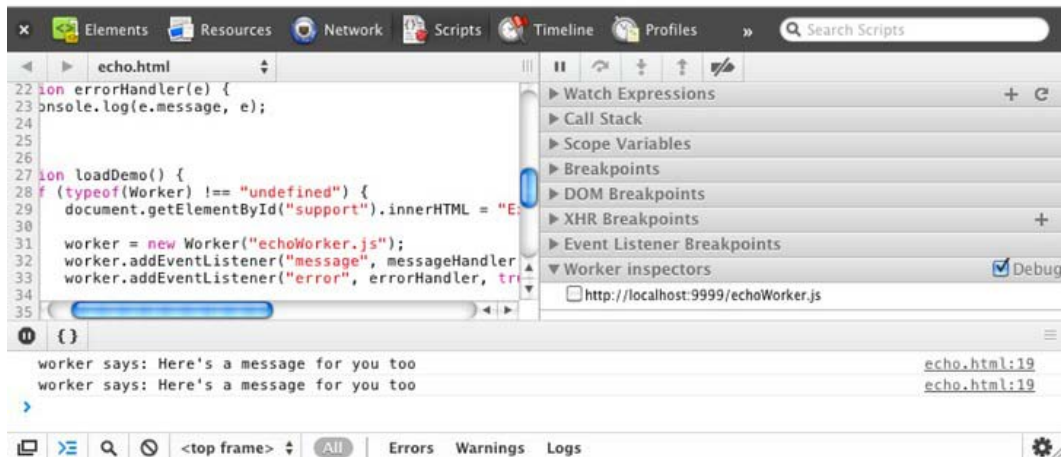 × Elements Resources Network Scripts Timeline Profiles » Search Scripts
echo.html
22 ion errorHandler(e) {
23 onsole.log(e.message, e);
24
25
26
27 ion loadDemo() {
28 f (typeof(Worker) !== "undefined") {
29 document.getElementById("support").innerHTML = "E
30
31 worker = new Worker("echoWorker.js");
32 worker.addEventListener("message", messageHandler
33 worker.addEventListener("error", errorHandler, tru
34
35
Watch Expressions +
Call Stack
Scope Variables
Breakpoints
DOM Breakpoints
XHR Breakpoints +
Event Listener Breakpoints
Worker inspectors Debug
http://localhost:9999/echoWorker.js
{}
worker says: Here's a message for you too echo.html:19
worker says: Here's a message for you too echo.html:19
>
<top frame> All Errors Warnings Logs